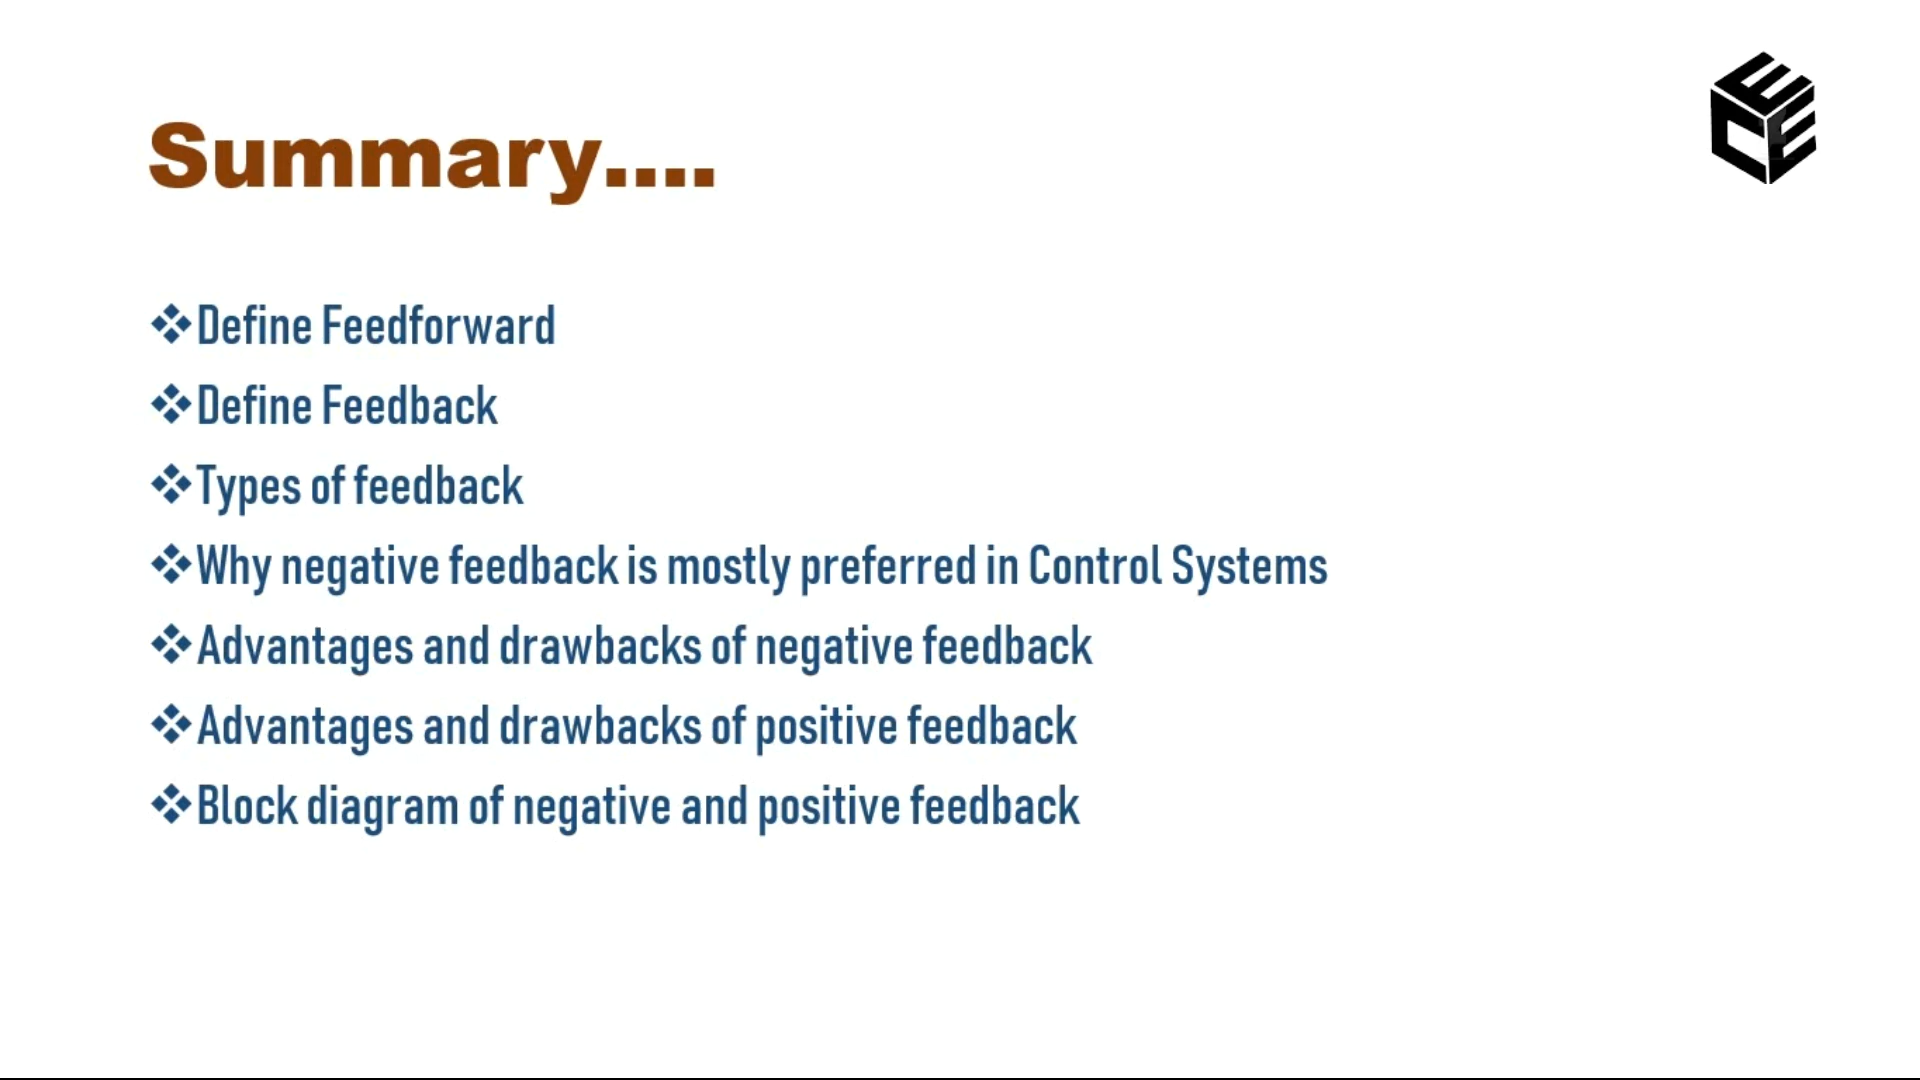 Summary....
❖Define Feedforward
❖Define Feedback
❖Types of feedback
❖Why negative feedback is mostly preferred in Control Systems
❖Advantages and drawbacks of negative feedback
❖Advantages and drawbacks of positive feedback
❖Block diagram of negative and positive feedback
ECE